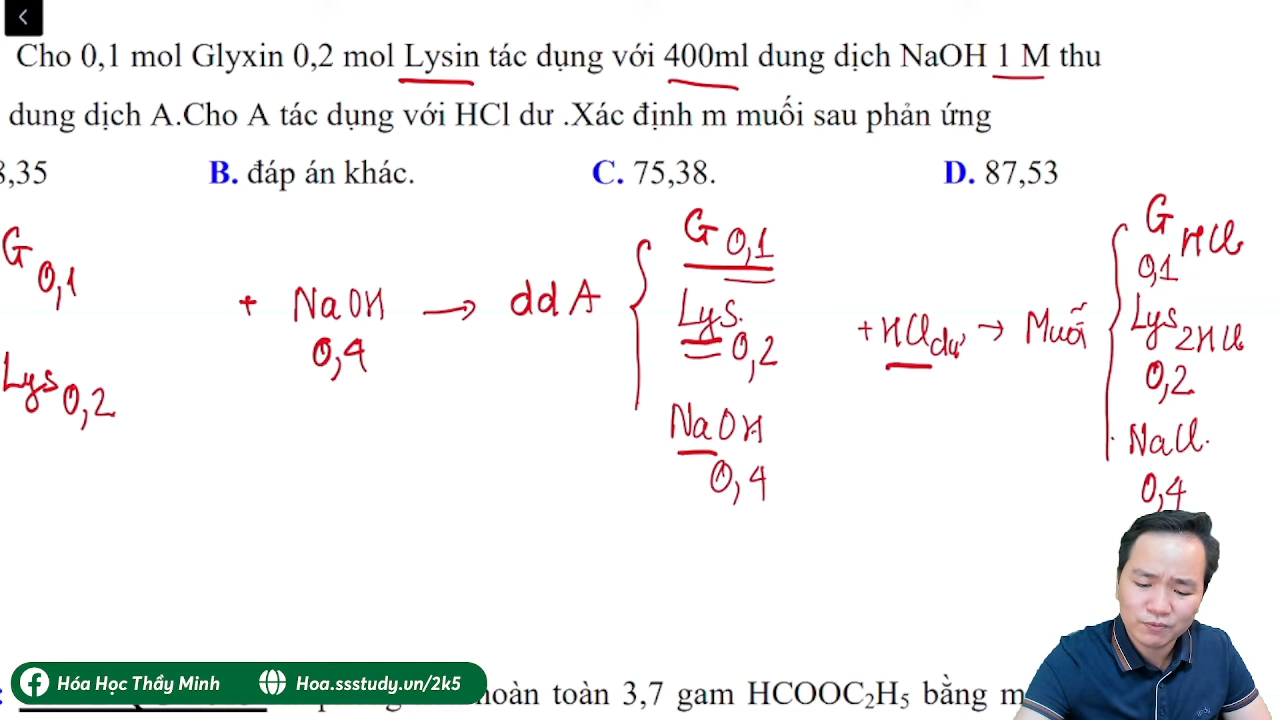 Cho 0,1 mol Glyxin 0,2 mol Lysin tác dụng với 400ml dung dịch NaOH 1 M thu
dung dịch A.Cho A tác dụng với HCl dư .Xác định m muối sau phản ứng
8,35 B. đáp án khác. C. 75,38. D. 87,53
G 0,1
Lys 0,2
+ NaOH → ddA
0,4
G 0,1
Lys. 0,2
NaOH
0,4
+ HCl dư → Muối
G HCl
0,1
Lys 2HCl
0,2
NaCl.
0,4
Hóa Học Thầy Minh Hoa.ssstudy.vn/2k5
hoàn toàn 3,7 gam HCOOC₂H₅ bằng m